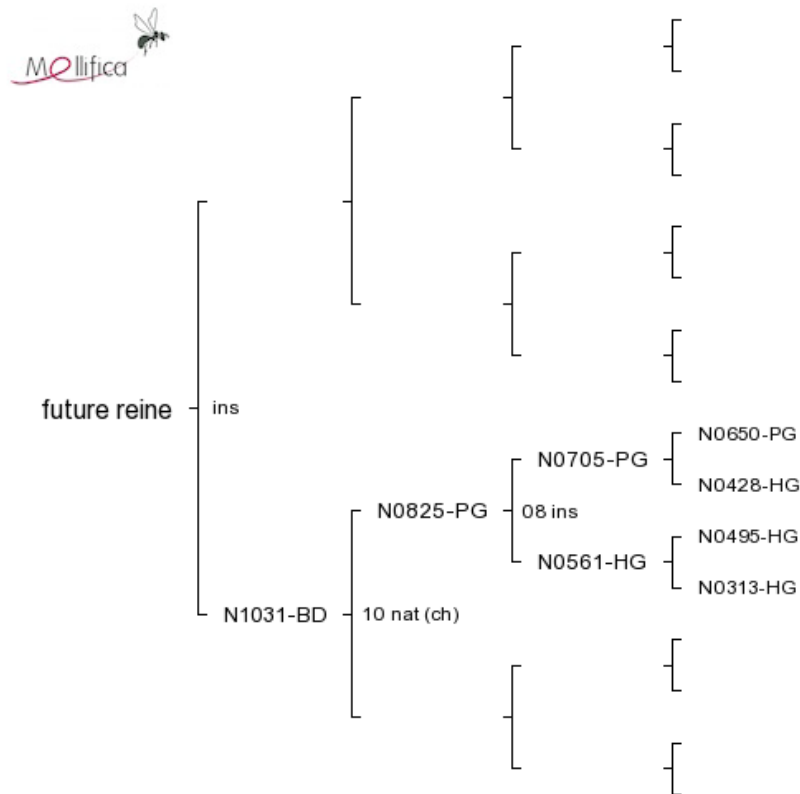 Mellifica
future reine
ins
N1031-BD
10 nat (ch)
N0825-PG
08 ins
N0705-PG
N0561-HG
N0650-PG
N0428-HG
N0495-HG
N0313-HG